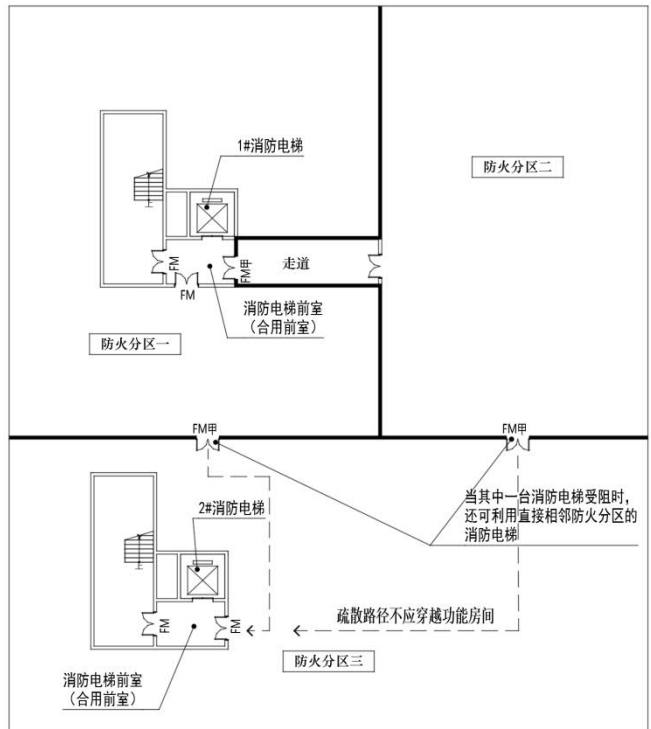 1#消防电梯
防火分区二
FM
FM甲
走道
FM
消防电梯前室
（合用前室）
防火分区一
FM甲
FM甲
2#消防电梯
当其中一台消防电梯受阻时，
还可利用直接相邻防火分区的
消防电梯
FM
FM
疏散路径不应穿越功能房间
防火分区三
消防电梯前室
（合用前室）